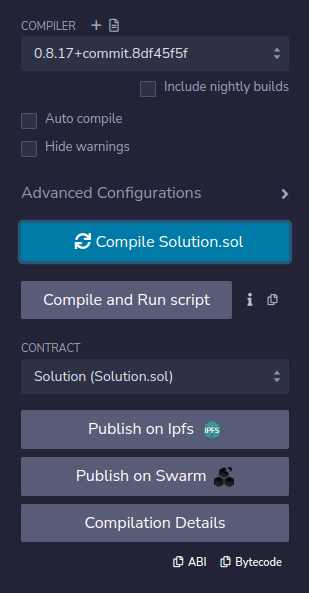 COMPILER
0.8.17+commit.8df45f5f
Include nightly builds
Auto compile
Hide warnings
Advanced Configurations
Compile Solution.sol
Compile and Run script
CONTRACT
Solution (Solution.sol)
Publish on Ipfs IPFS
Publish on Swarm
Compilation Details
ABI Bytecode